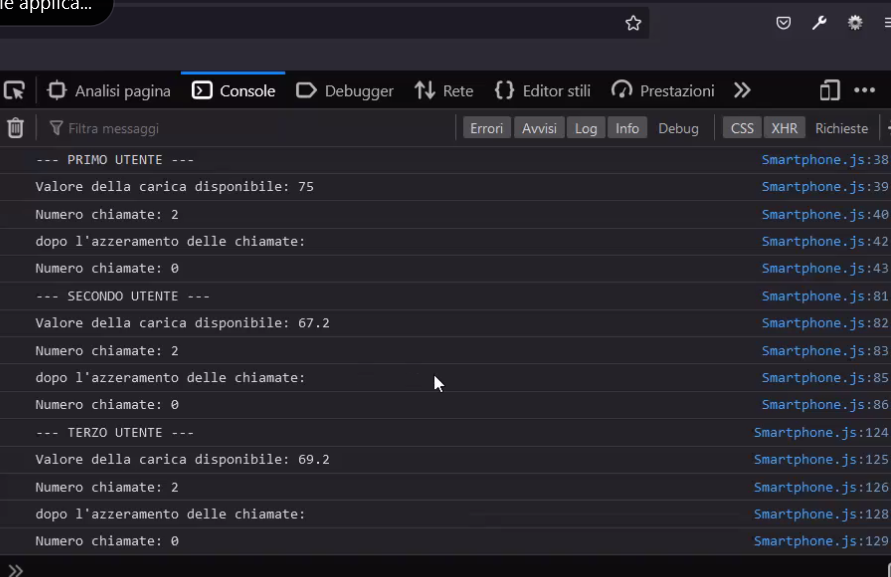 le applica...
Analisi pagina Console Debugger Rete Editor stili Prestazioni
Filtra messaggi Errori Avvisi Log Info Debug CSS XHR Richieste
--- PRIMO UTENTE --- Smartphone.js:38
Valore della carica disponibile: 75 Smartphone.js:39
Numero chiamate: 2 Smartphone.js:40
dopo l'azzeramento delle chiamate: Smartphone.js:42
Numero chiamate: 0 Smartphone.js:43
--- SECONDO UTENTE --- Smartphone.js:81
Valore della carica disponibile: 67.2 Smartphone.js:82
Numero chiamate: 2 Smartphone.js:83
dopo l'azzeramento delle chiamate: Smartphone.js:85
Numero chiamate: 0 Smartphone.js:86
--- TERZO UTENTE --- Smartphone.js:124
Valore della carica disponibile: 69.2 Smartphone.js:125
Numero chiamate: 2 Smartphone.js:126
dopo l'azzeramento delle chiamate: Smartphone.js:128
Numero chiamate: 0 Smartphone.js:129